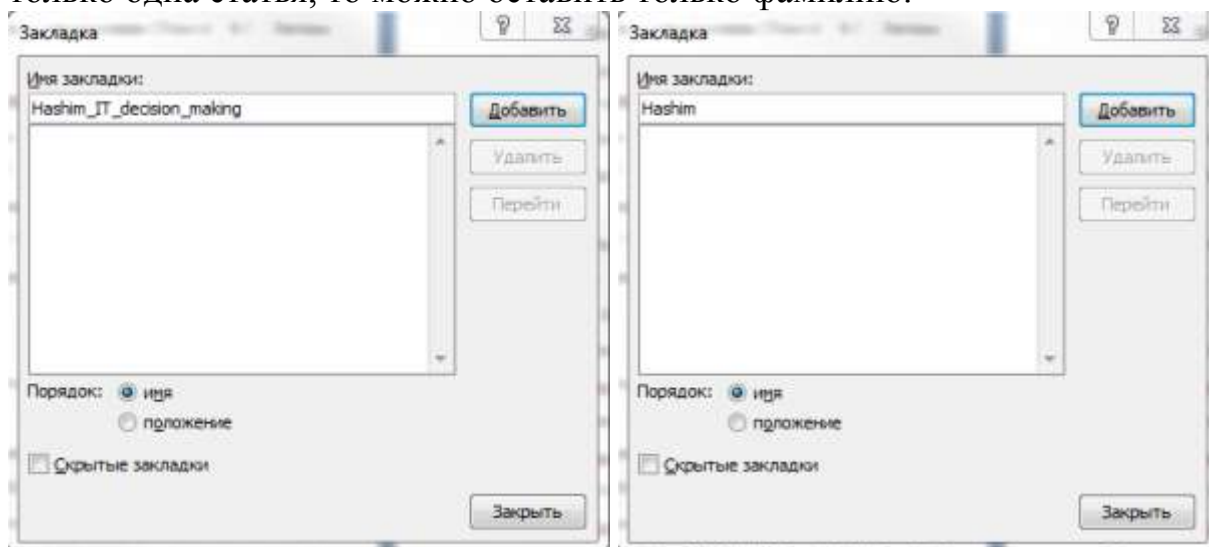 только одна статья, то можно оставить только фамилию.
Закладка
Имя закладки:
Hashim_IT_decision_making
Добавить
Удалить
Перейти
Порядок:
имя
положение
Скрытые закладки
Закрыть
Закладка
Имя закладки:
Hashim
Добавить
Удалить
Перейти
Порядок:
имя
положение
Скрытые закладки
Закрыть